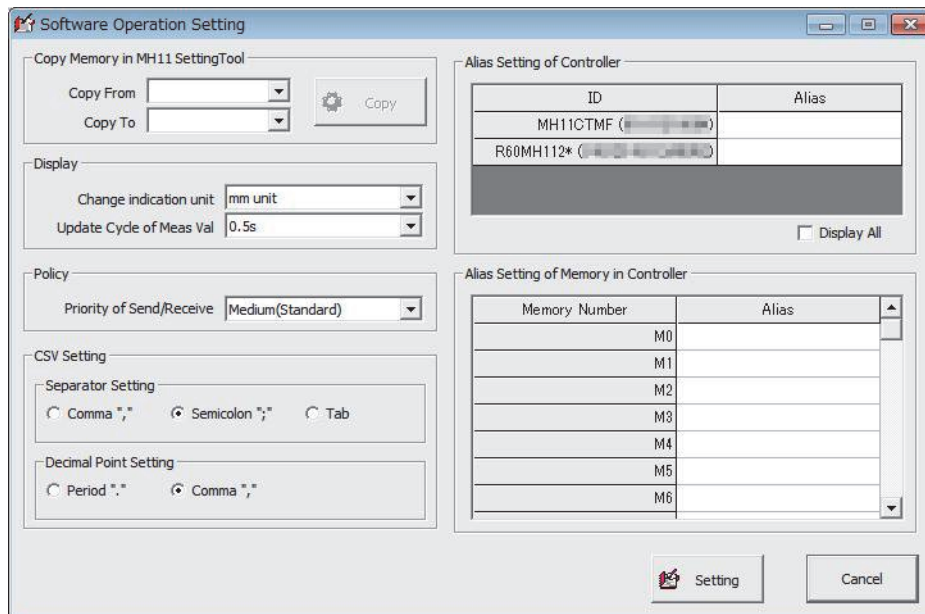 Software Operation Setting
Copy Memory in MH11 SettingTool
Copy From
Copy To
Copy
Display
Change indication unit mm unit
Update Cycle of Meas Val 0.5s
Policy
Priority of Send/Receive Medium(Standard)
CSV Setting
Separator Setting
Comma "," Semicolon ";" Tab
Decimal Point Setting
Period "." Comma ","
Alias Setting of Controller
ID Alias
MH11CTMF ( )
R60MH112* ( )
Display All
Alias Setting of Memory in Controller
Memory Number Alias
M0
M1
M2
M3
M4
M5
M6
Setting Cancel